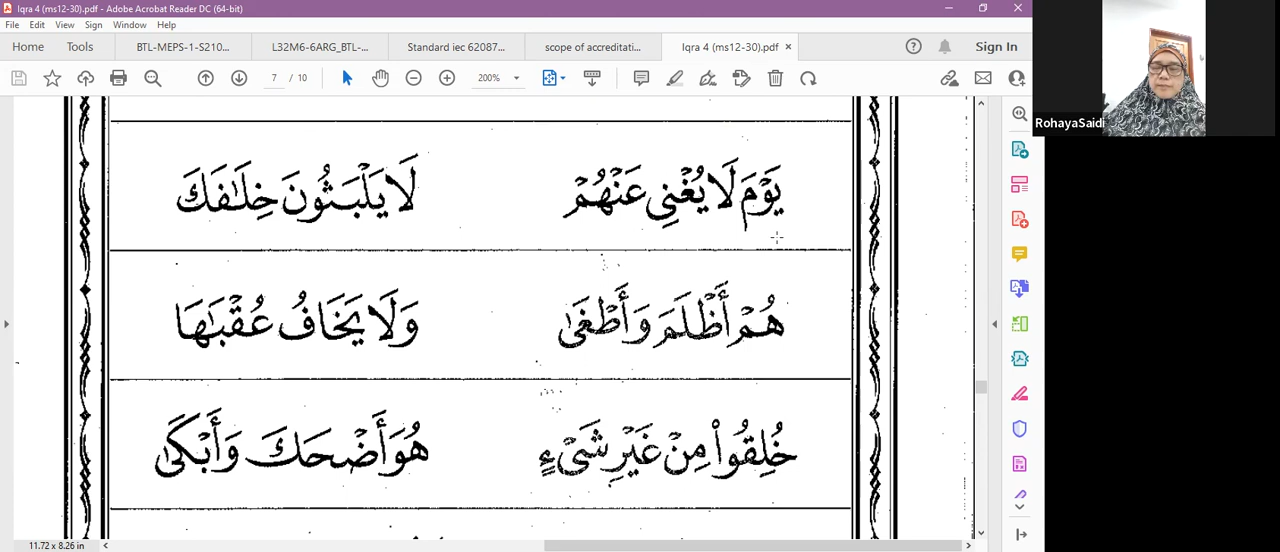 Iqra 4 (ms12-30).pdf - Adobe Acrobat Reader DC (64-bit)
File Edit View Sign Window Help
Home Tools BTL-MEPS-1-S210... L32M6-6ARG_BTL-... Standard iec 62087... scope of accreditati... Iqra 4 (ms12-30).pdf × Sign In
7 / 10 200%
RohayaSaidi
يَوْمَ لَا يُغْنِي عَنْهُمْ لَا يَلْبَثُونَ خِلَٰفَكَ
هُمْ أَظْلَمَ وَأَطْغَىٰ وَلَا يَخَافُ عُقْبَٰهَا
خُلِقُوا۟ مِنْ غَيْرِ شَىْءٍ هُوَ أَضْحَكَ وَأَبْكَىٰ
11.72 x 8.26 in